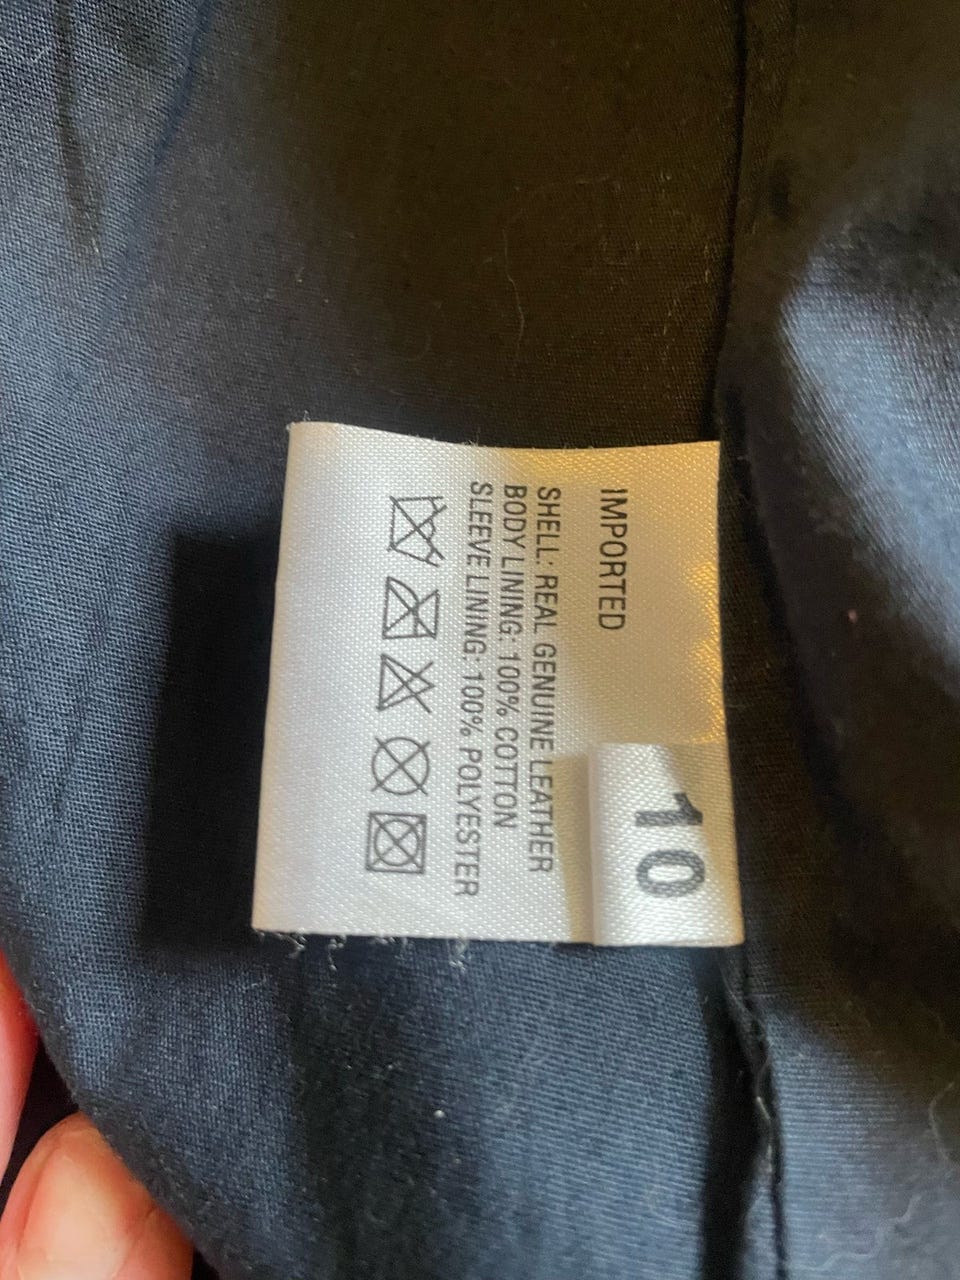 IMPORTED
SHELL: REAL GENUINE LEATHER
BODY LINING: 100% COTTON
SLEEVE LINING: 100% POLYESTER
10